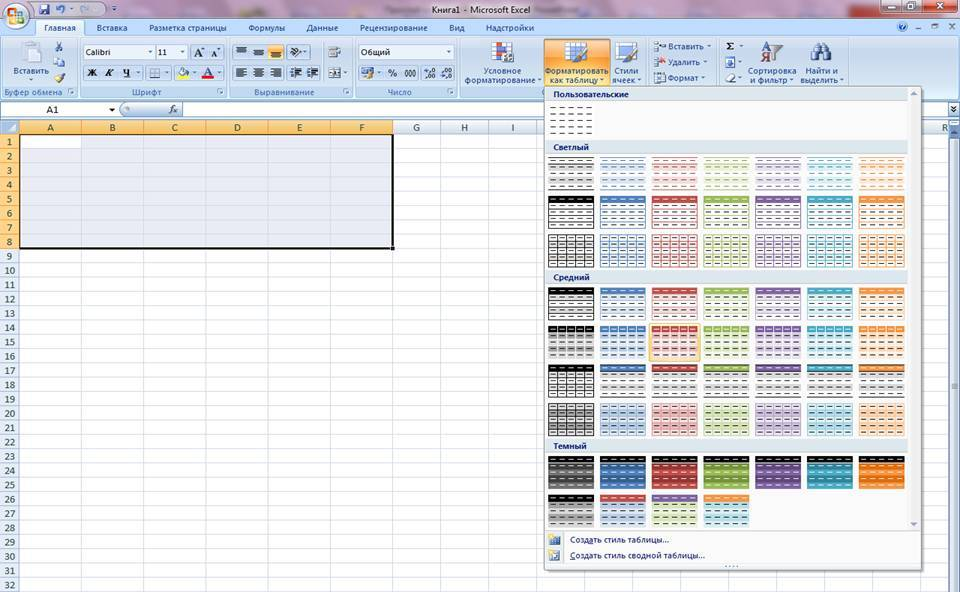 Книга1 - Microsoft Excel
Главная Вставка Разметка страницы Формулы Данные Рецензирование Вид Надстройки
Calibri 11 А А Общий Вставить Σ
Вставить Ж К Ч А % 000 Условное форматирование Форматировать как таблицу Стили ячеек Удалить Сортировка и фильтр Найти и выделить
Формат
Буфер обмена Шрифт Выравнивание Число
A1 fx
Пользовательские
A B C D E F G H I R
1
2
3
4
5
6
7
8
9
10
11
12
13
14
15
16
17
18
19
20
21
22
23
24
25
26
27
28
29
30
31
32
Светлый
Средний
Темный
Создать стиль таблицы...
Создать стиль сводной таблицы...